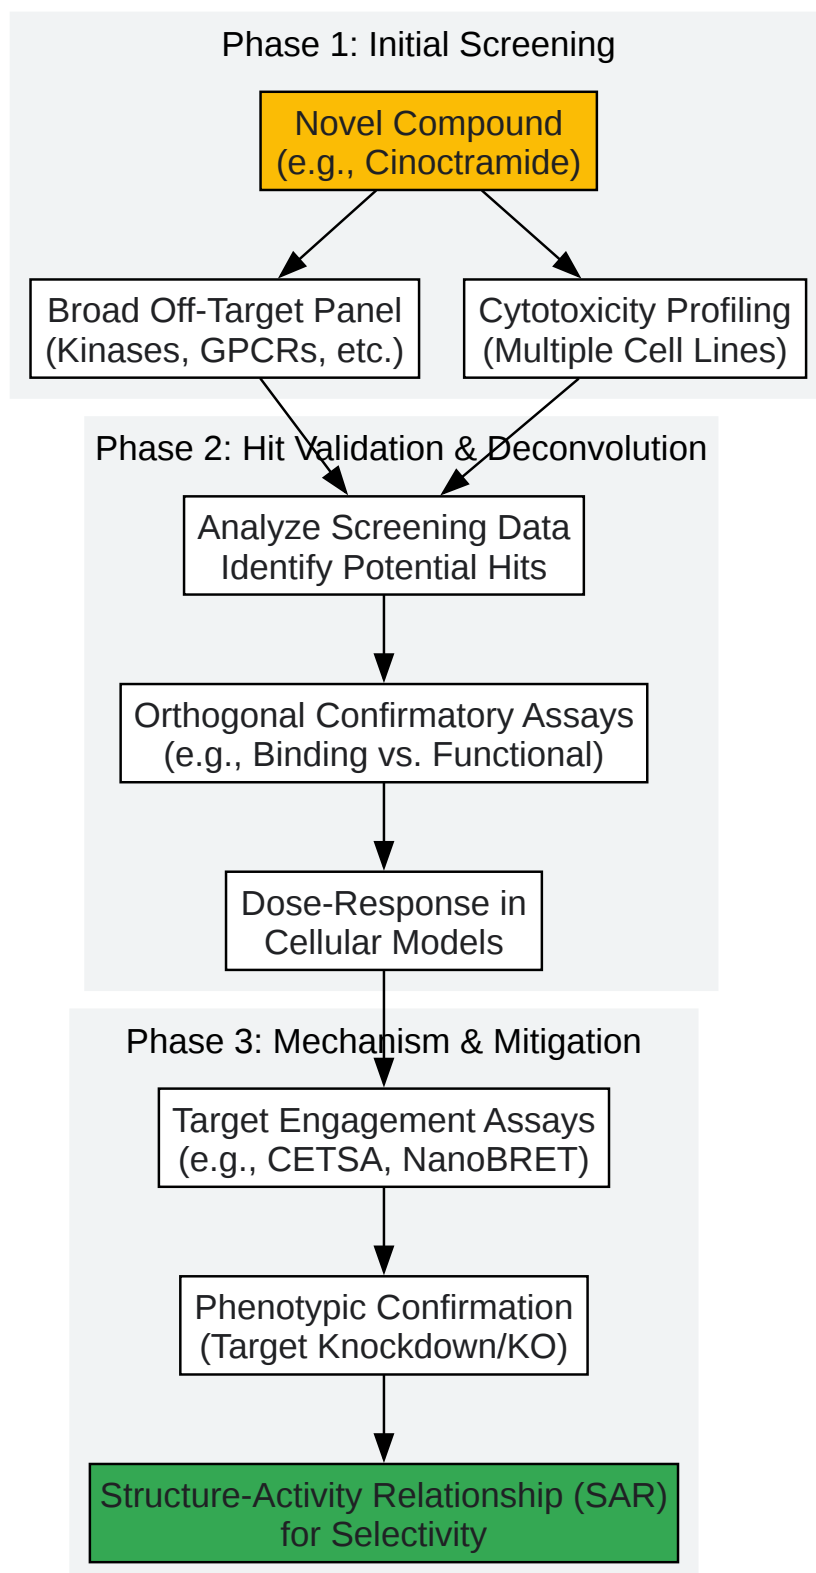 Phase 1: Initial Screening
Novel Compound
(e.g., Cinoctramide)
Broad Off-Target Panel
(Kinases, GPCRs, etc.)
Cytotoxicity Profiling
(Multiple Cell Lines)
Phase 2: Hit Validation & Deconvolution
Analyze Screening Data
Identify Potential Hits
Orthogonal Confirmatory Assays
(e.g., Binding vs. Functional)
Dose-Response in
Cellular Models
Phase 3: Mechanism & Mitigation
Target Engagement Assays
(e.g., CETSA, NanoBRET)
Phenotypic Confirmation
(Target Knockdown/KO)
Structure-Activity Relationship (SAR)
for Selectivity